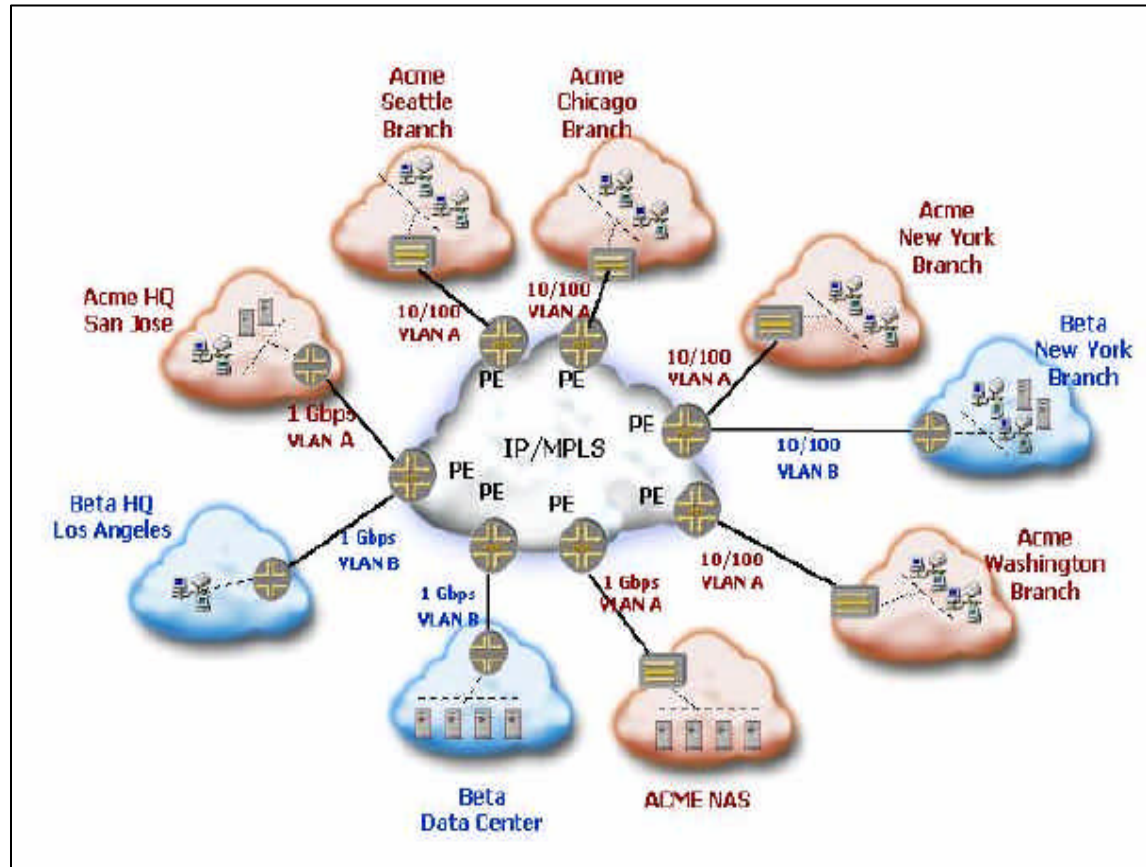 Acme
Seattle
Branch
Acme
Chicago
Branch
Acme
New York
Branch
Acme HQ
San Jose
10/100
VLAN A
10/100
VLAN A
Beta
New York
Branch
10/100
VLAN A
PE
PE
1 Gbps
VLAN A
PE
IP/MPLS
10/100
VLAN B
PE
PE
PE
PE
Beta HQ
Los Angeles
1 Gbps
VLAN B
10/100
VLAN A
Acme
Washington
Branch
1 Gbps
VLAN B
1 Gbps
VLAN A
Beta
Data Center
ACME NAS